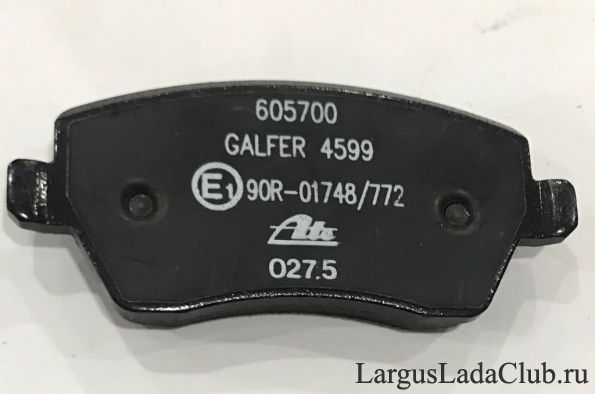 605700
GALFER 4599
E1 90R-01748/772
Ate
027.5
LargusLadaClub.ru